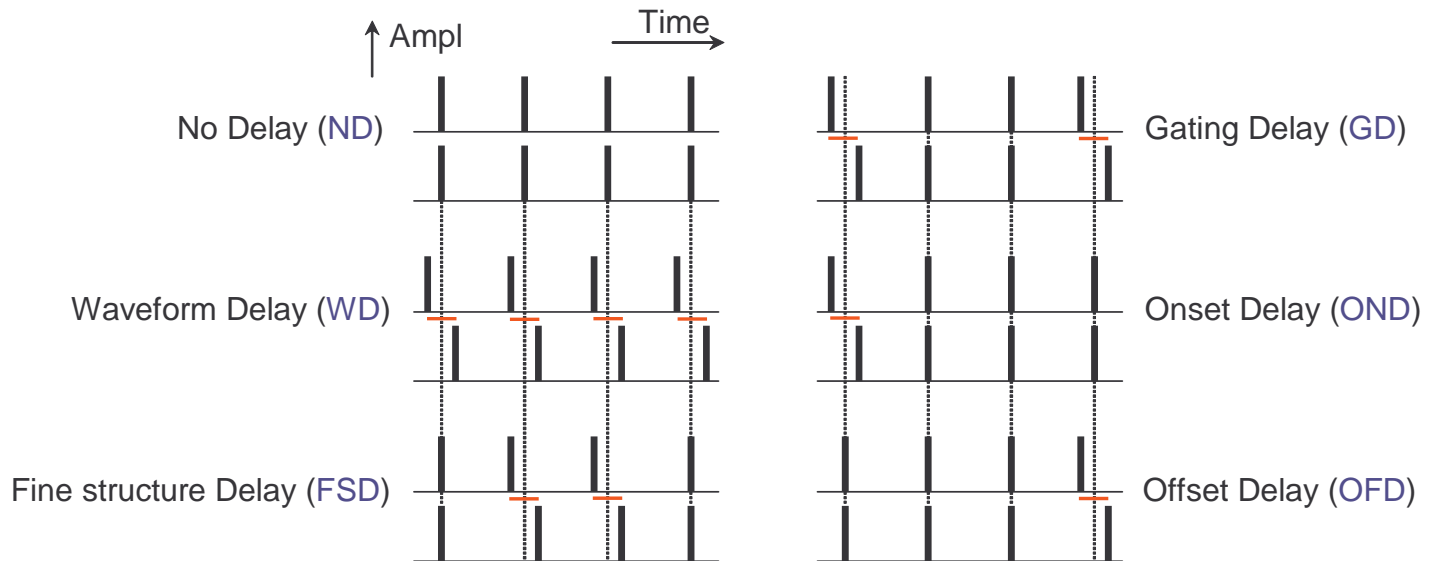 Ampl
Time
No Delay (ND)
Gating Delay (GD)
Waveform Delay (WD)
Onset Delay (OND)
Fine structure Delay (FSD)
Offset Delay (OFD)